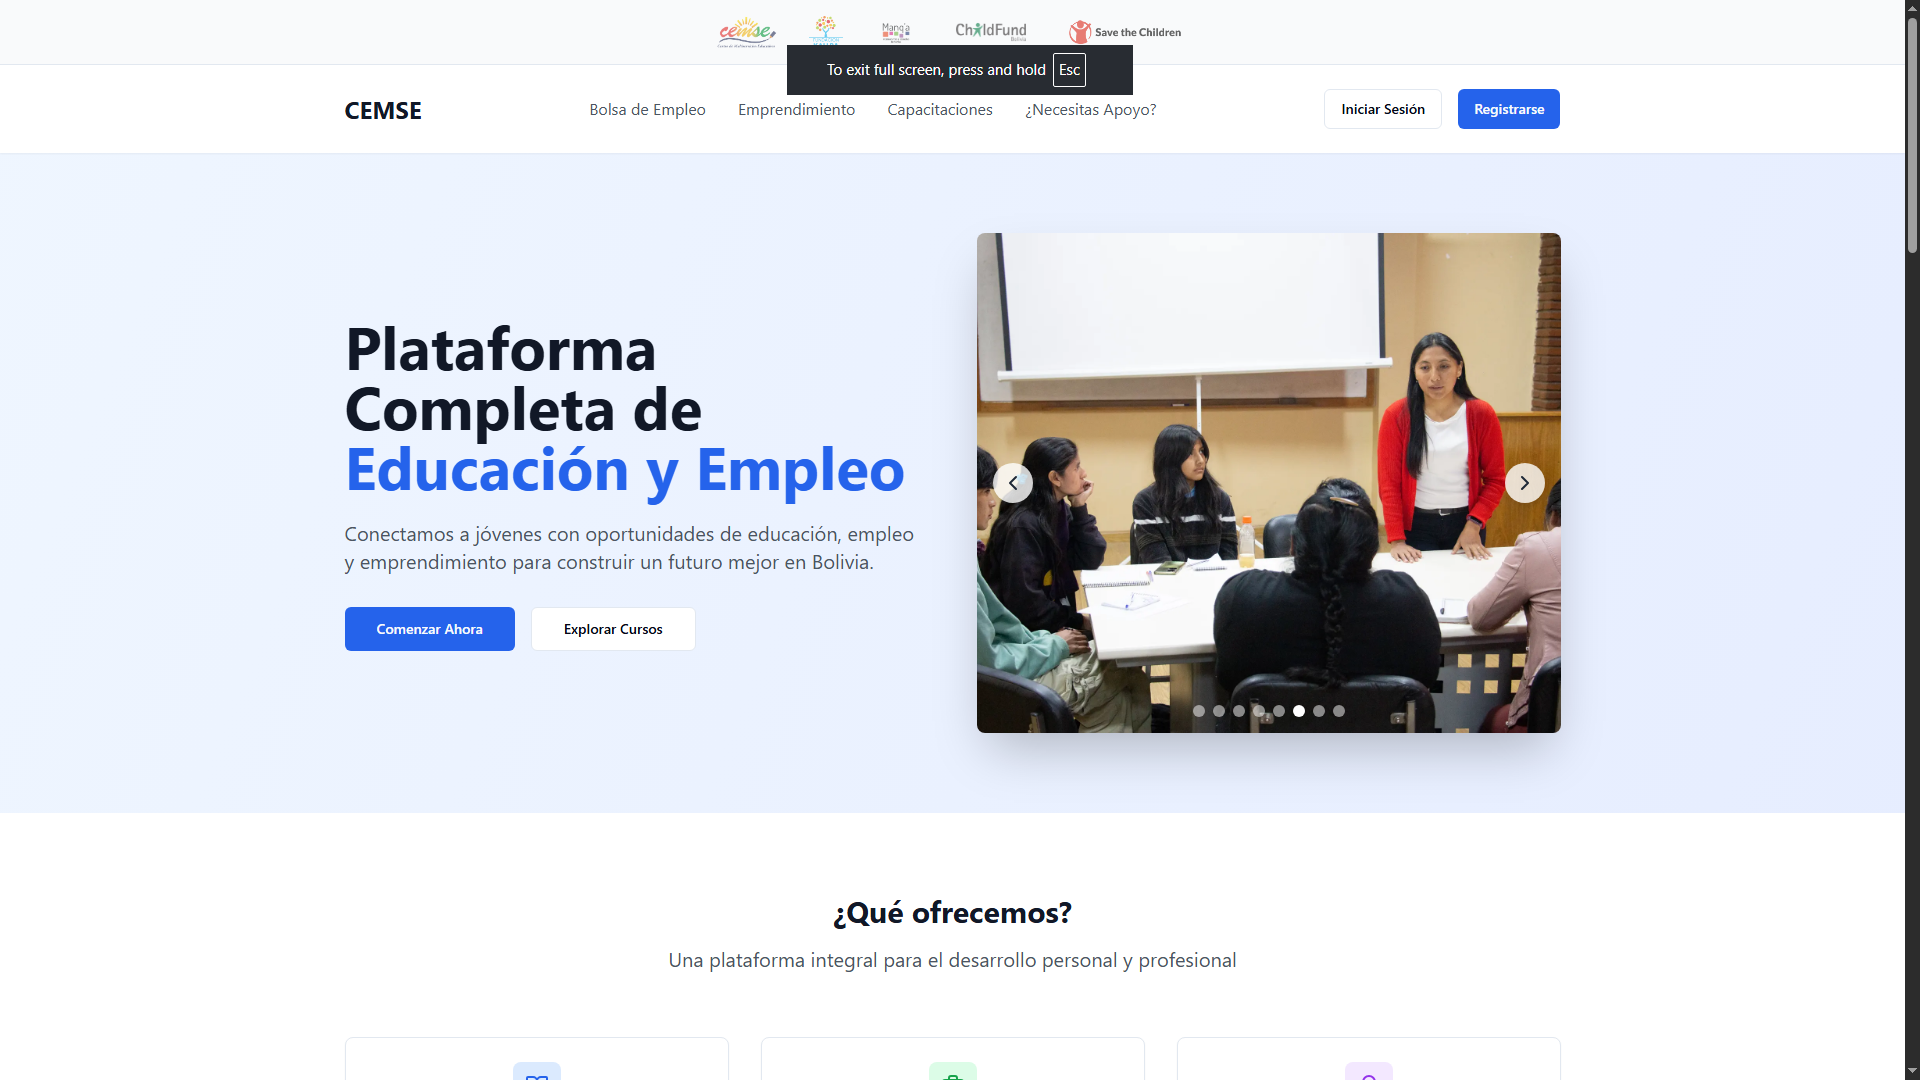 cemse
Manq'a
ChildFund
Bolivia
Save the Children
To exit full screen, press and hold Esc
CEMSE
Bolsa de Empleo
Emprendimiento
Capacitaciones
¿Necesitas Apoyo?
Iniciar Sesión
Registrarse
Plataforma
Completa de
Educación y Empleo
Conectamos a jóvenes con oportunidades de educación, empleo
y emprendimiento para construir un futuro mejor en Bolivia.
Comenzar Ahora
Explorar Cursos
¿Qué ofrecemos?
Una plataforma integral para el desarrollo personal y profesional